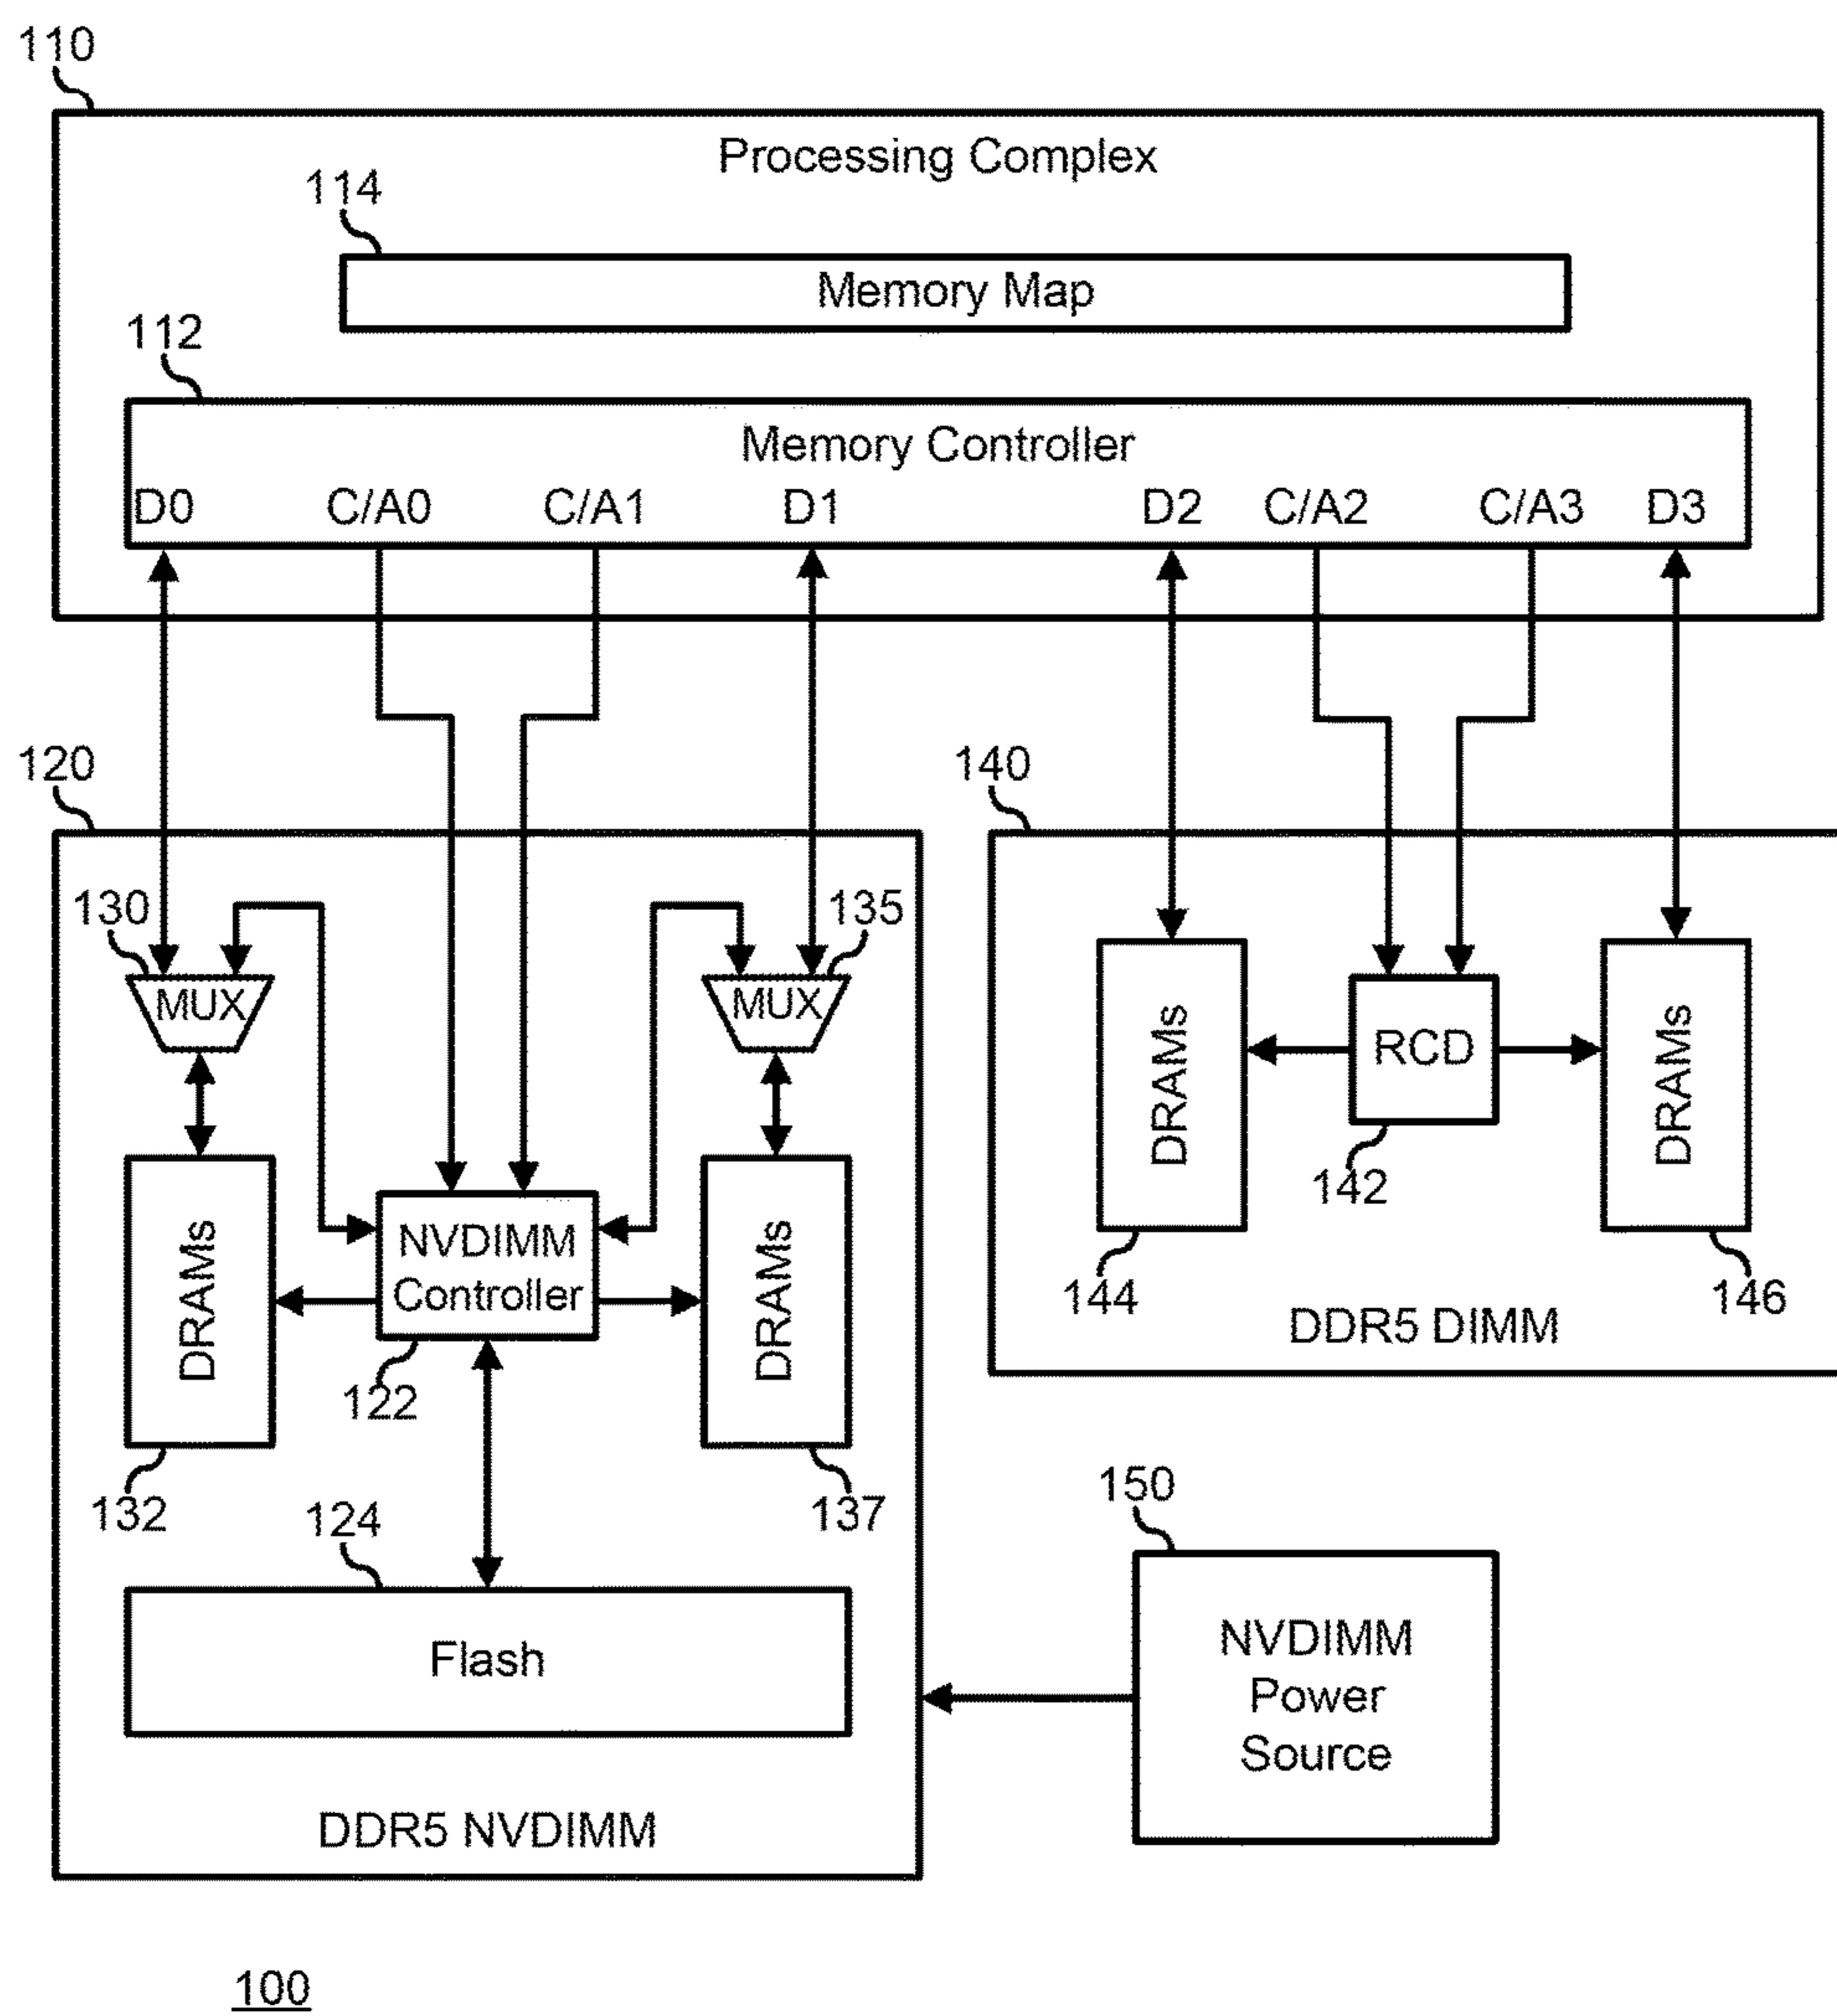 110
Processing Complex
114
Memory Map
112
Memory Controller
D0 C/A0 C/A1 D1 D2 C/A2 C/A3 D3
120
140
130
135
MUX
MUX
DRAMs
RCD
DRAMs
142
DRAMs
NVDIMM
Controller
DRAMs
144
146
DDR5 DIMM
122
132
137
124
150
Flash
NVDIMM
Power
Source
DDR5 NVDIMM
100